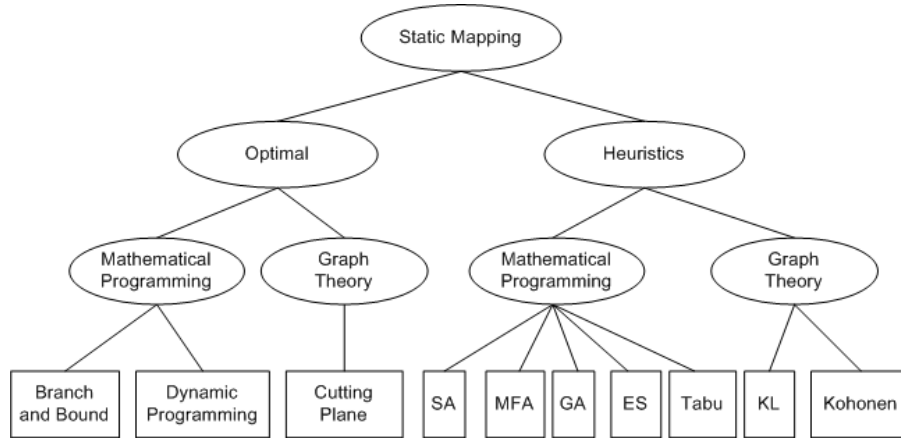 Static Mapping
Optimal
Heuristics
Mathematical
Programming
Graph
Theory
Mathematical
Programming
Graph
Theory
Branch
and Bound
Dynamic
Programming
Cutting
Plane
SA
MFA
GA
ES
Tabu
KL
Kohonen